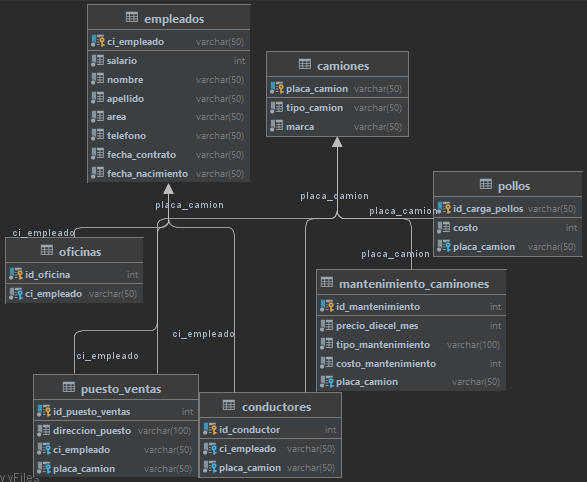 empleados
ci_empleado varchar(50)
salario int
nombre varchar(50)
apellido varchar(50)
area varchar(50)
telefono varchar(50)
fecha_contrato varchar(50)
fecha_nacimiento varchar(50)
camiones
placa_camion varchar(50)
tipo_camion varchar(50)
marca varchar(50)
pollos
id_carga_pollos varchar(50)
costo int
placa_camion varchar(50)
placa_camion
placa_camion
placa_camion
ci_empleado
placa_camion
oficinas
id_oficina int
ci_empleado varchar(50)
mantenimiento_caminones
id_mantenimiento int
precio_diecel_mes int
tipo_mantenimiento varchar(100)
costo_mantenimiento int
placa_camion varchar(50)
ci_empleado
ci_empleado
puesto_ventas
id_puesto_ventas int
direccion_puesto varchar(100)
ci_empleado varchar(50)
placa_camion varchar(50)
conductores
id_conductor int
ci_empleado varchar(50)
placa_camion varchar(50)